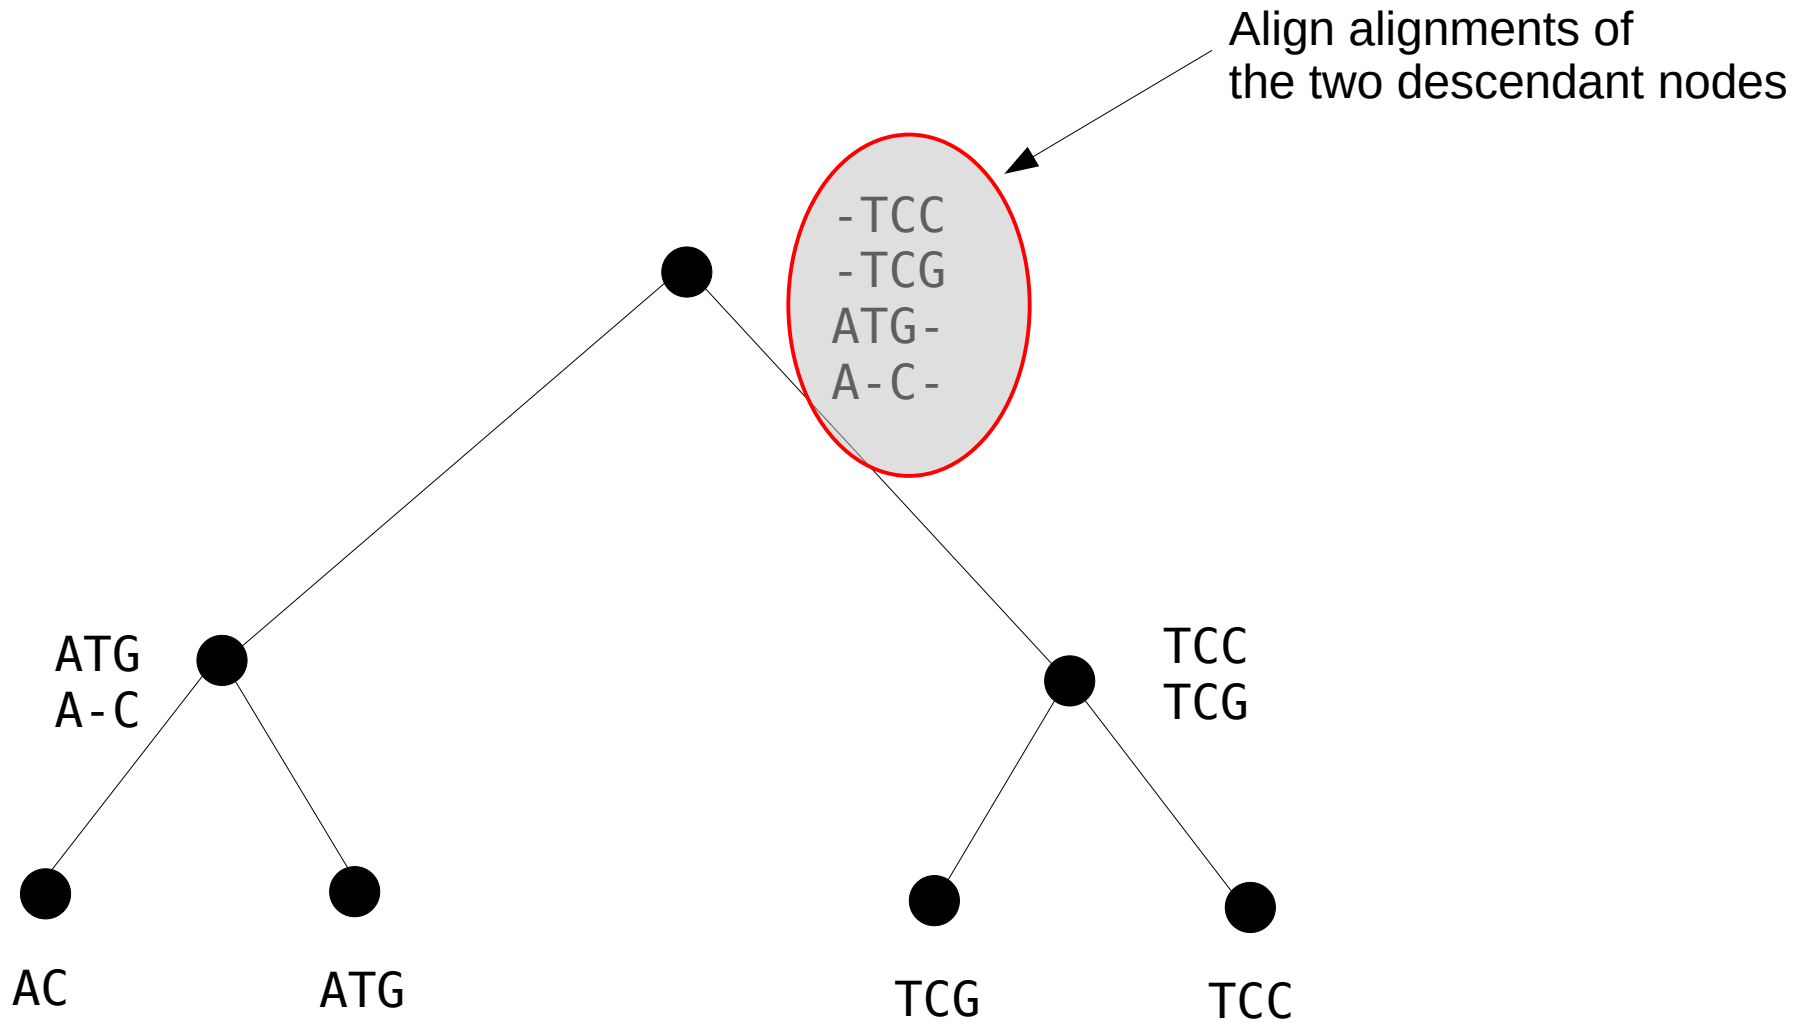 Align alignments of
the two descendant nodes
-TCC
-TCG
ATG-
A-C-
ATG
A-C
TCC
TCG
AC
ATG
TCG
TCC